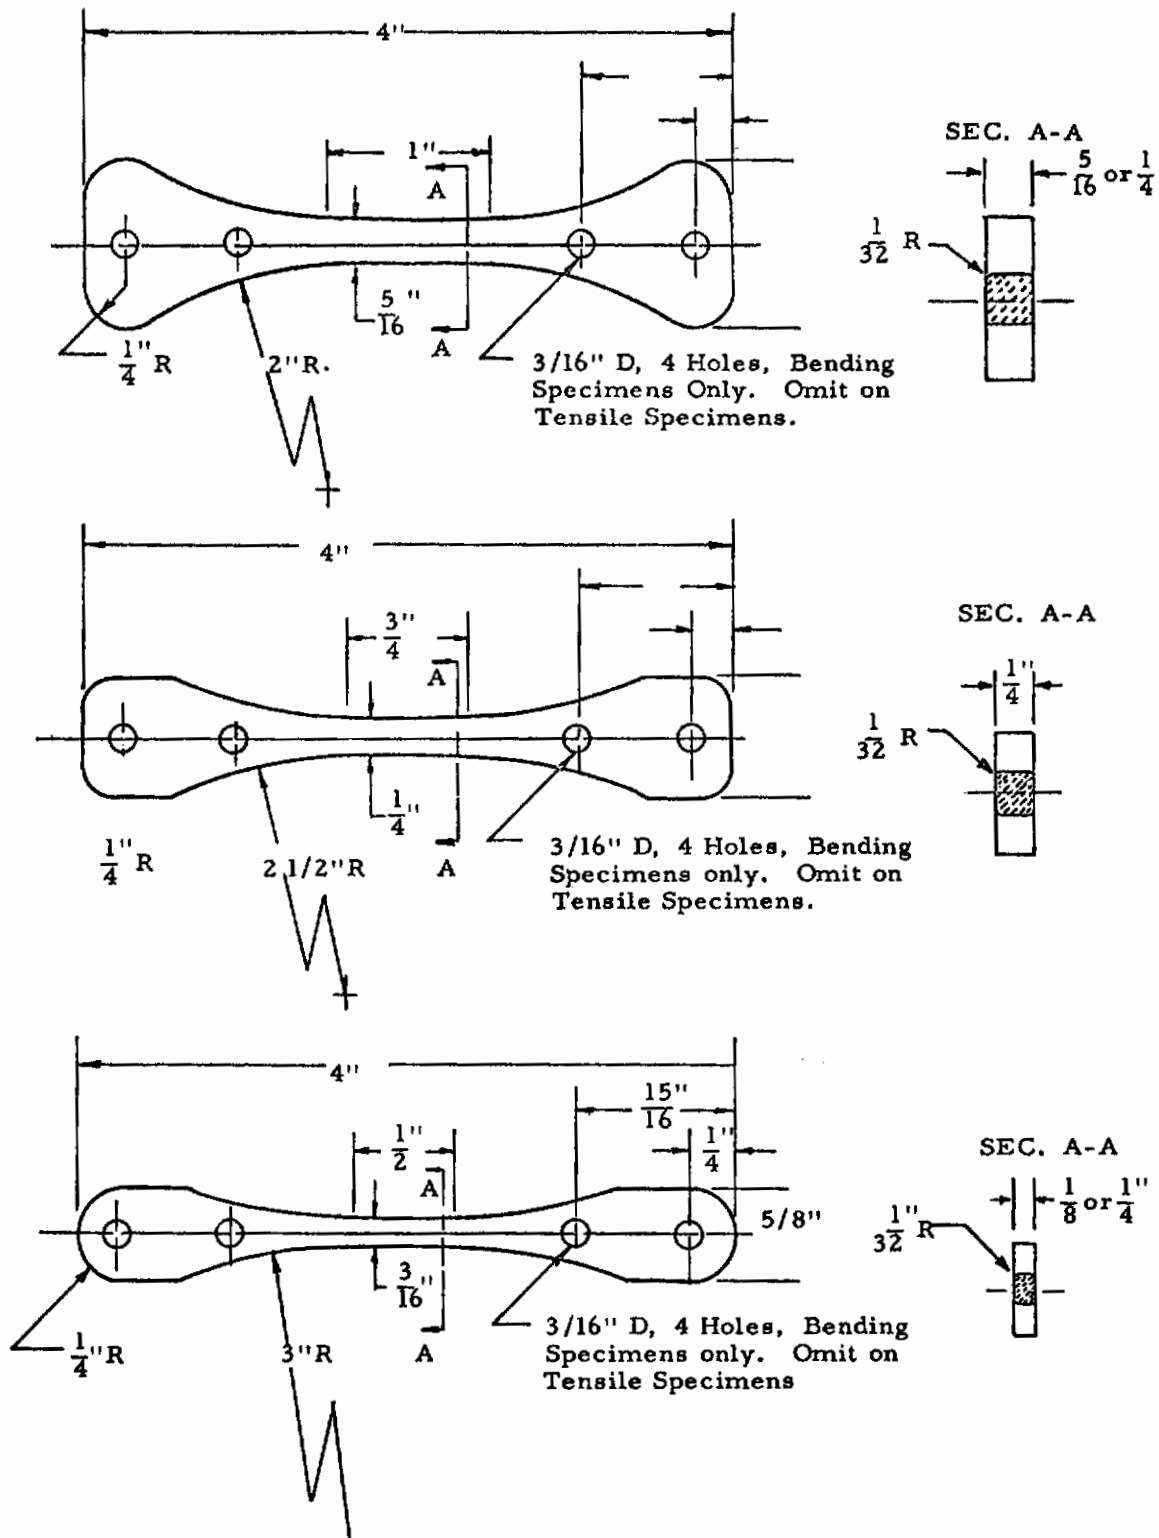 4"
SEC. A-A
1"
A
5/16 or 1/4
1/32 R
5/16"
A
1/4" R
2"R.
3/16" D, 4 Holes, Bending
Specimens Only. Omit on
Tensile Specimens.
4"
SEC. A-A
3/4"
A
1/4"
1/32 R
1/4"
1/4" R
2 1/2"R
A
3/16" D, 4 Holes, Bending
Specimens only. Omit on
Tensile Specimens.
4"
15/16"
1/2"
1/4"
SEC. A-A
A
1/8 or 1/4"
5/8"
1/32" R
3/16"
1/4"R
3"R
A
3/16" D, 4 Holes, Bending
Specimens only. Omit on
Tensile Specimens